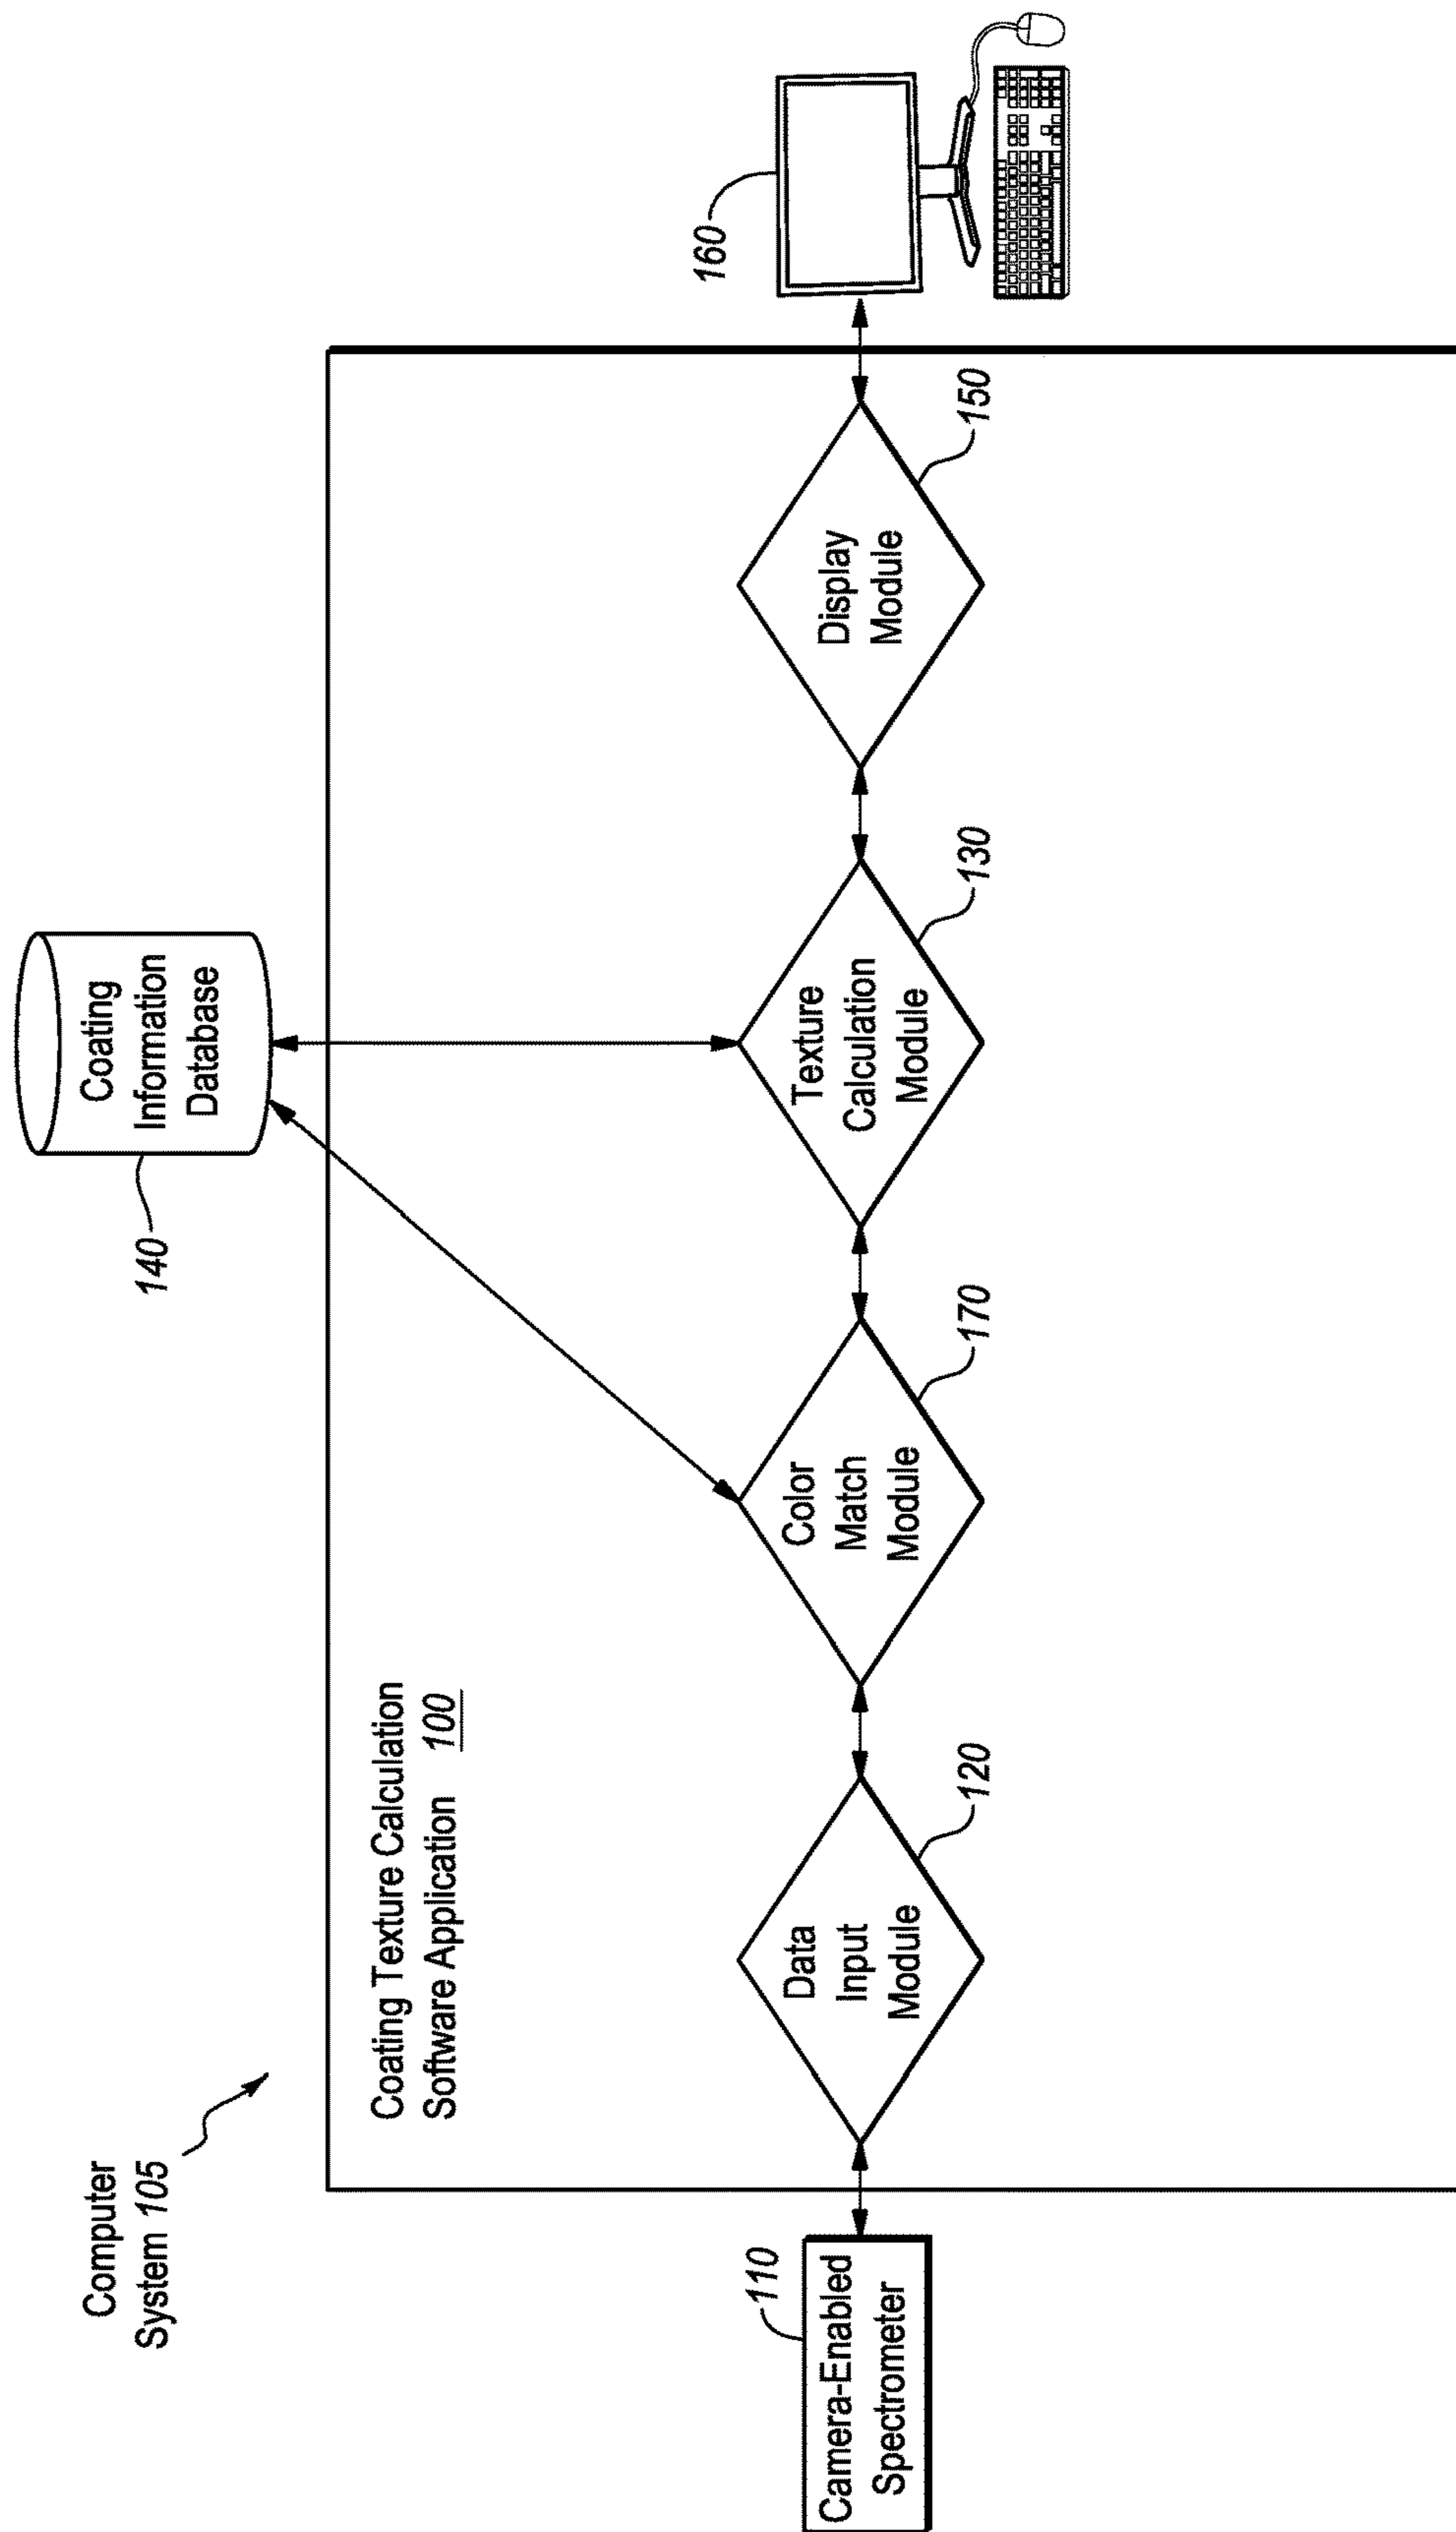 Computer
System 105
140
Coating
Information
Database
Coating Texture Calculation
Software Application 100
110
Camera-Enabled
Spectrometer
Data
Input
Module
120
Color
Match
Module
170
Texture
Calculation
Module
130
Display
Module
150
160